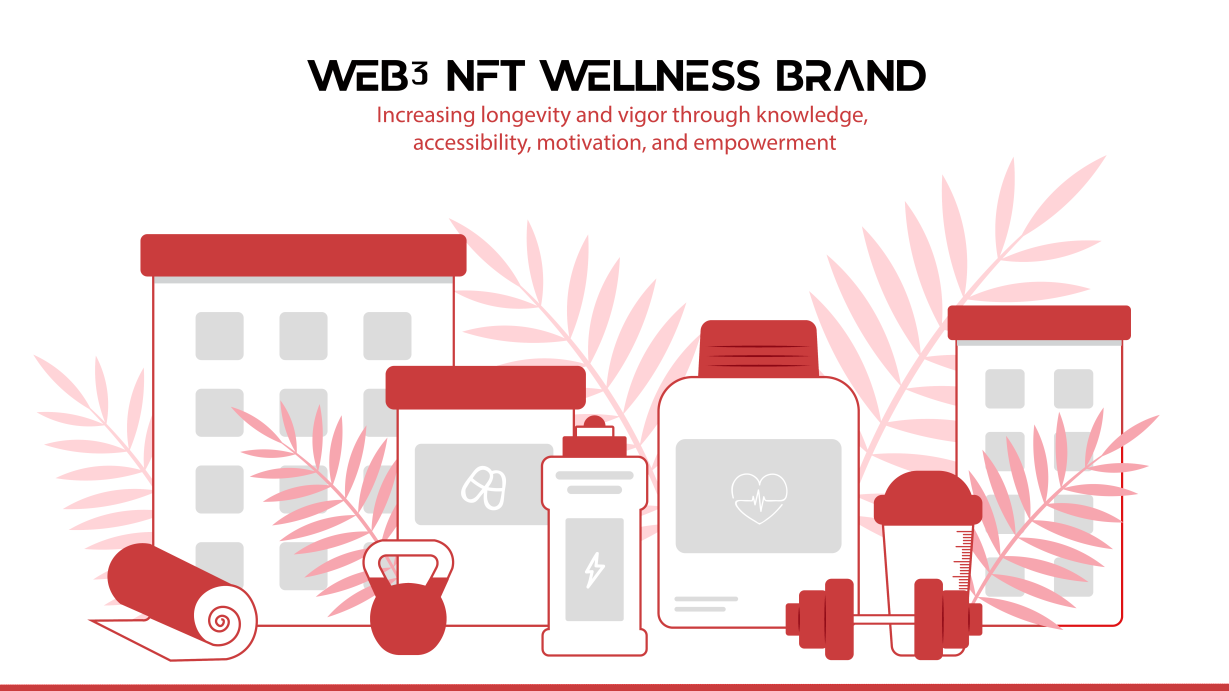 WEB3 NFT WELLNESS BRAND
Increasing longevity and vigor through knowledge,
accessibility, motivation, and empowerment